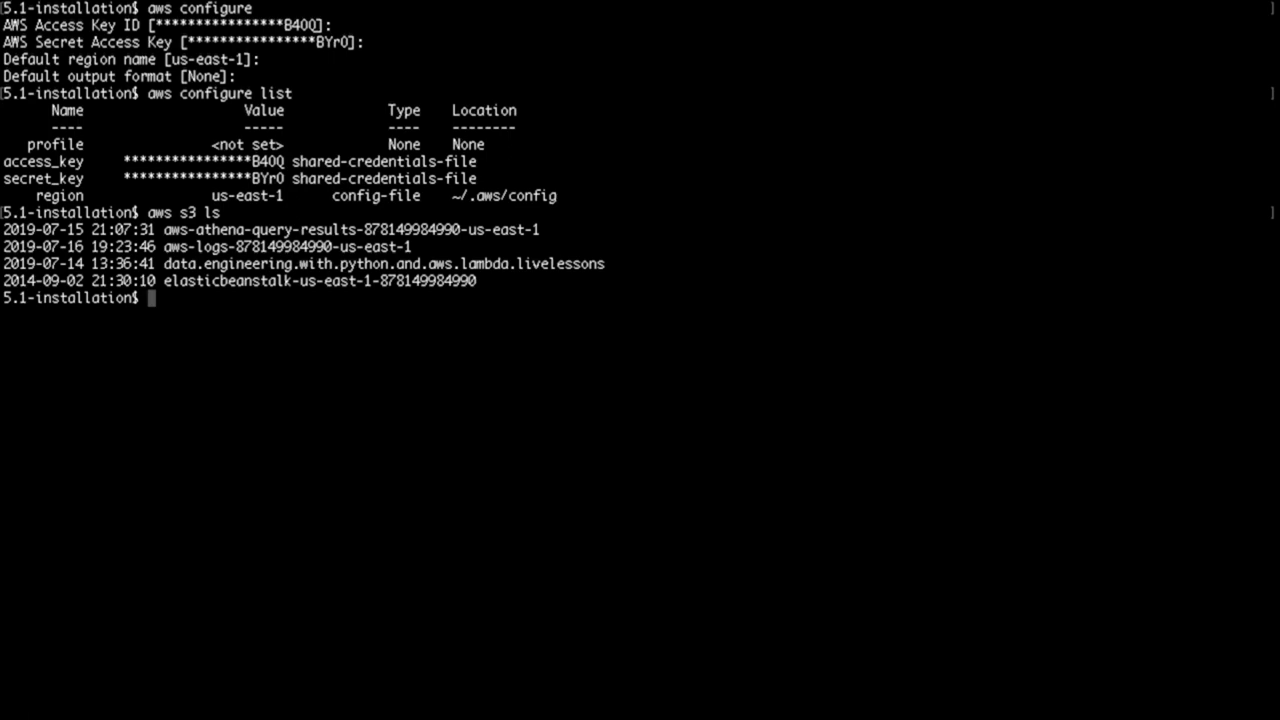 [5.1-installation$ aws configure ]
AWS Access Key ID [****************B40Q]:
AWS Secret Access Key [****************BYrO]:
Default region name [us-east-1]:
Default output format [None]:
[5.1-installation$ aws configure list ]
Name Value Type Location
---- ----- ---- --------
profile <not set> None None
access_key ****************B40Q shared-credentials-file
secret_key ****************BYrO shared-credentials-file
region us-east-1 config-file ~/.aws/config
[5.1-installation$ aws s3 ls ]
2019-07-15 21:07:31 aws-athena-query-results-878149984990-us-east-1
2019-07-16 19:23:46 aws-logs-878149984990-us-east-1
2019-07-14 13:36:41 data.engineering.with.python.and.aws.lambda.livelessons
2014-09-02 21:30:10 elasticbeanstalk-us-east-1-878149984990
5.1-installation$